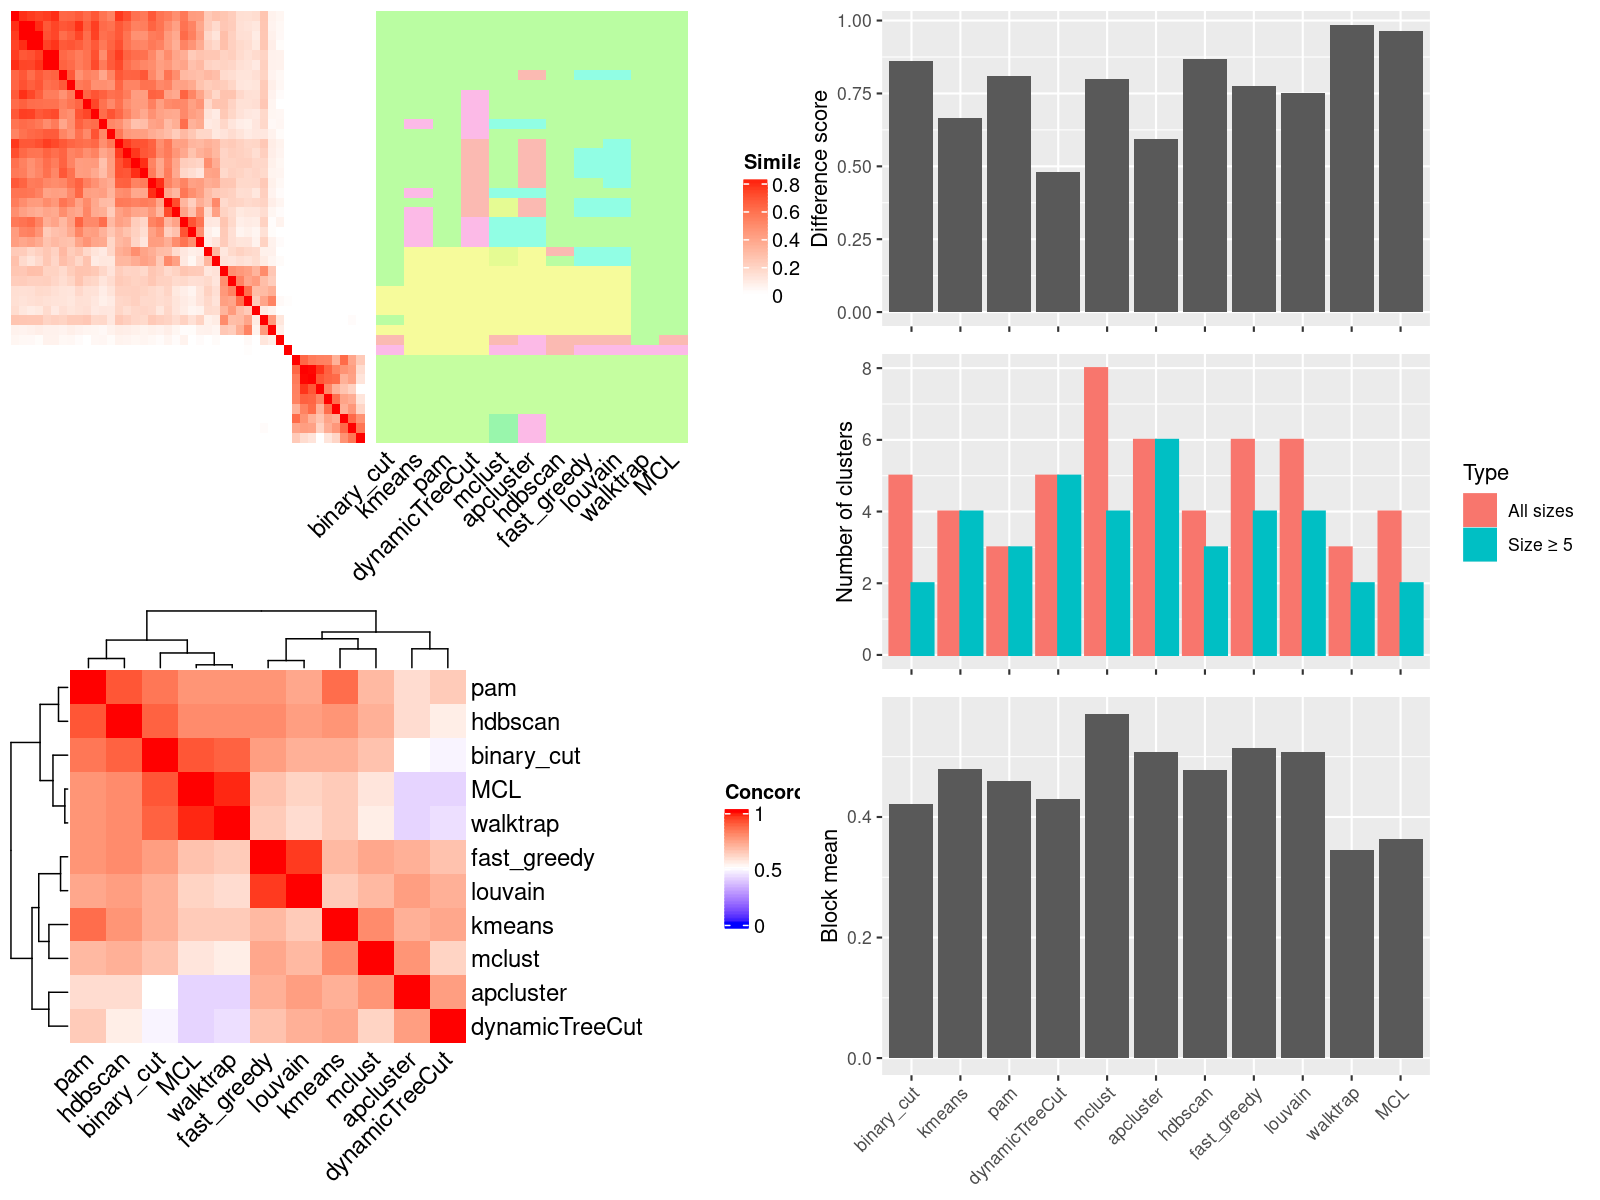 Simila
0.8
0.6
0.4
0.2
0
binary_cut
kmeans
pam
dynamicTreeCut
mclust
apcluster
hdbscan
fast_greedy
louvain
walktrap
MCL
pam
hdbscan
binary_cut
MCL
walktrap
fast_greedy
louvain
kmeans
mclust
apcluster
dynamicTreeCut
pam
hdbscan
binary_cut
MCL
walktrap
fast_greedy
louvain
kmeans
mclust
apcluster
dynamicTreeCut
Concord
1
0.5
0
Difference score
1.00
0.75
0.50
0.25
0.00
Number of clusters
8
6
4
2
0
Type
All sizes
Size ≥ 5
Block mean
0.4
0.2
0.0
binary_cut
kmeans
pam
dynamicTreeCut
mclust
apcluster
hdbscan
fast_greedy
louvain
walktrap
MCL